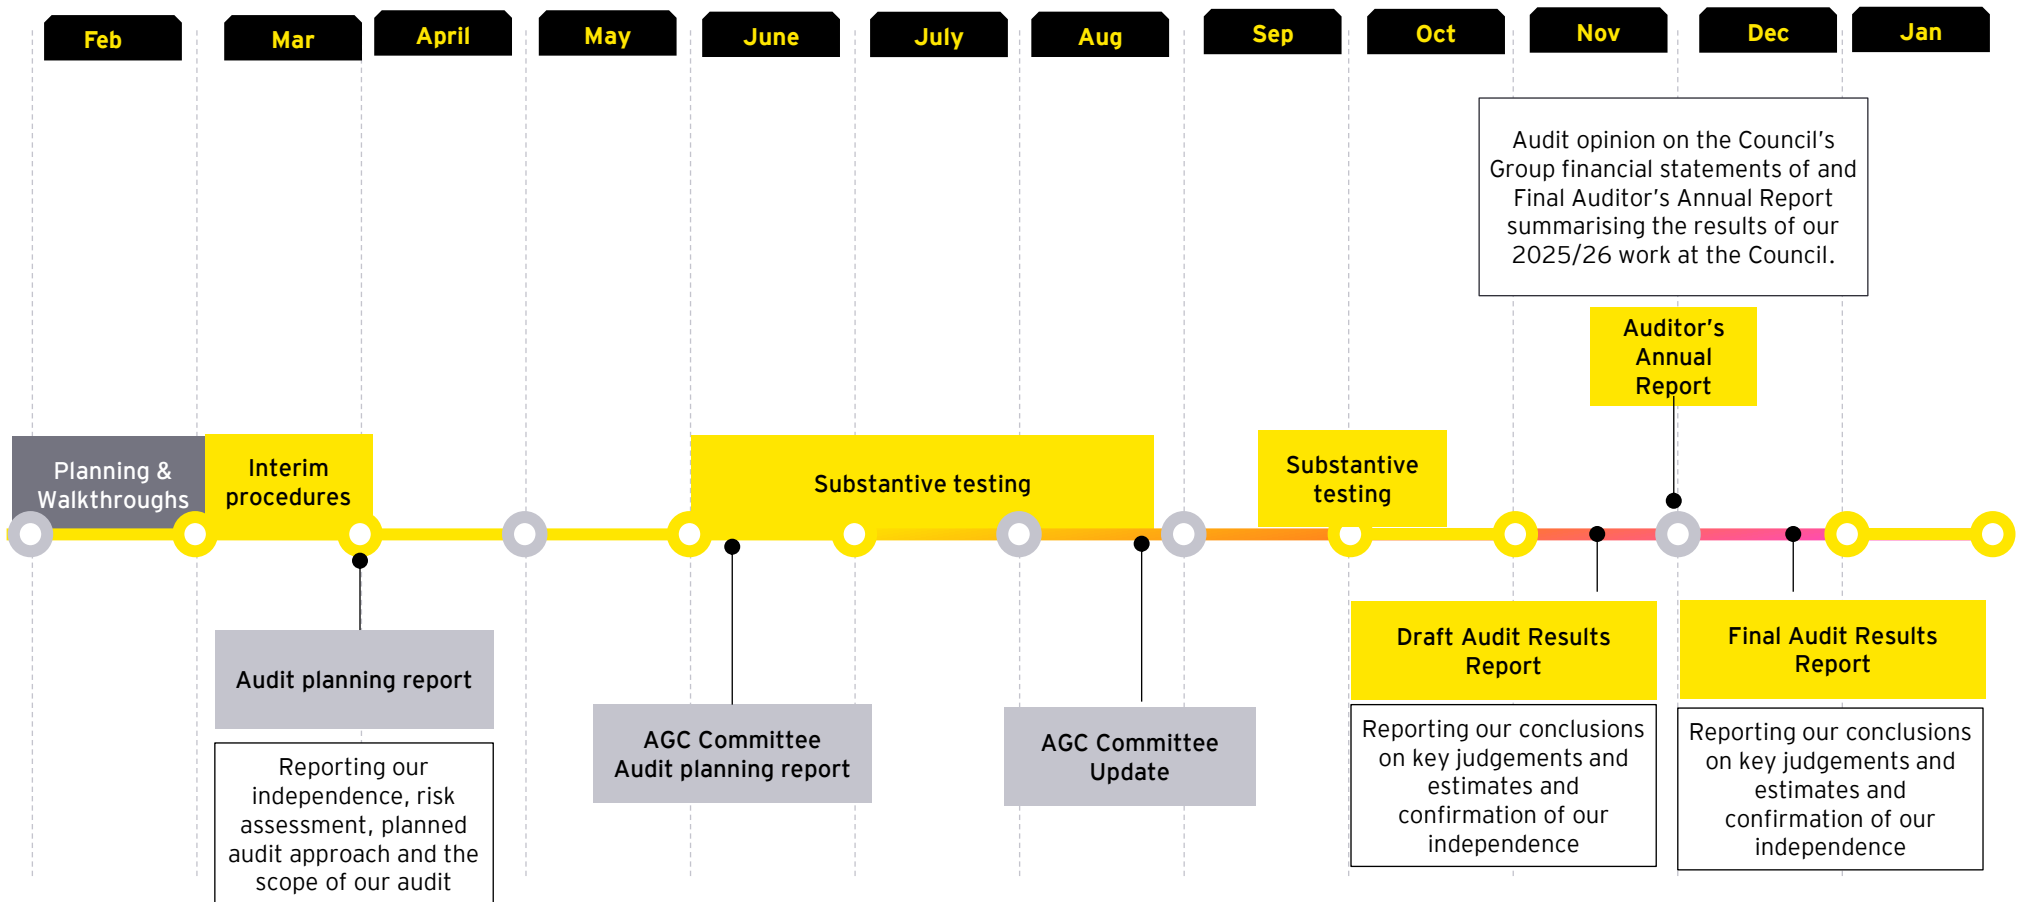 Feb
Mar
April
May
June
July
Aug
Sep
Oct
Nov
Dec
Jan
Audit opinion on the Council's
Group financial statements of and
Final Auditor's Annual Report
summarising the results of our
2025/26 work at the Council.
Auditor's
Annual
Report
Planning &
Walkthroughs
Interim
procedures
Substantive testing
Substantive
testing
Audit planning report
Reporting our
independence, risk
assessment, planned
audit approach and the
scope of our audit
AGC Committee
Audit planning report
AGC Committee
Update
Draft Audit Results
Report
Reporting our conclusions
on key judgements and
estimates and
confirmation of our
independence
Final Audit Results
Report
Reporting our conclusions
on key judgements and
estimates and
confirmation of our
independence